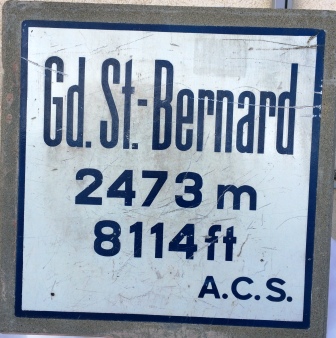 Gd. St.-Bernard
2473 m
8114 ft
A.C.S.